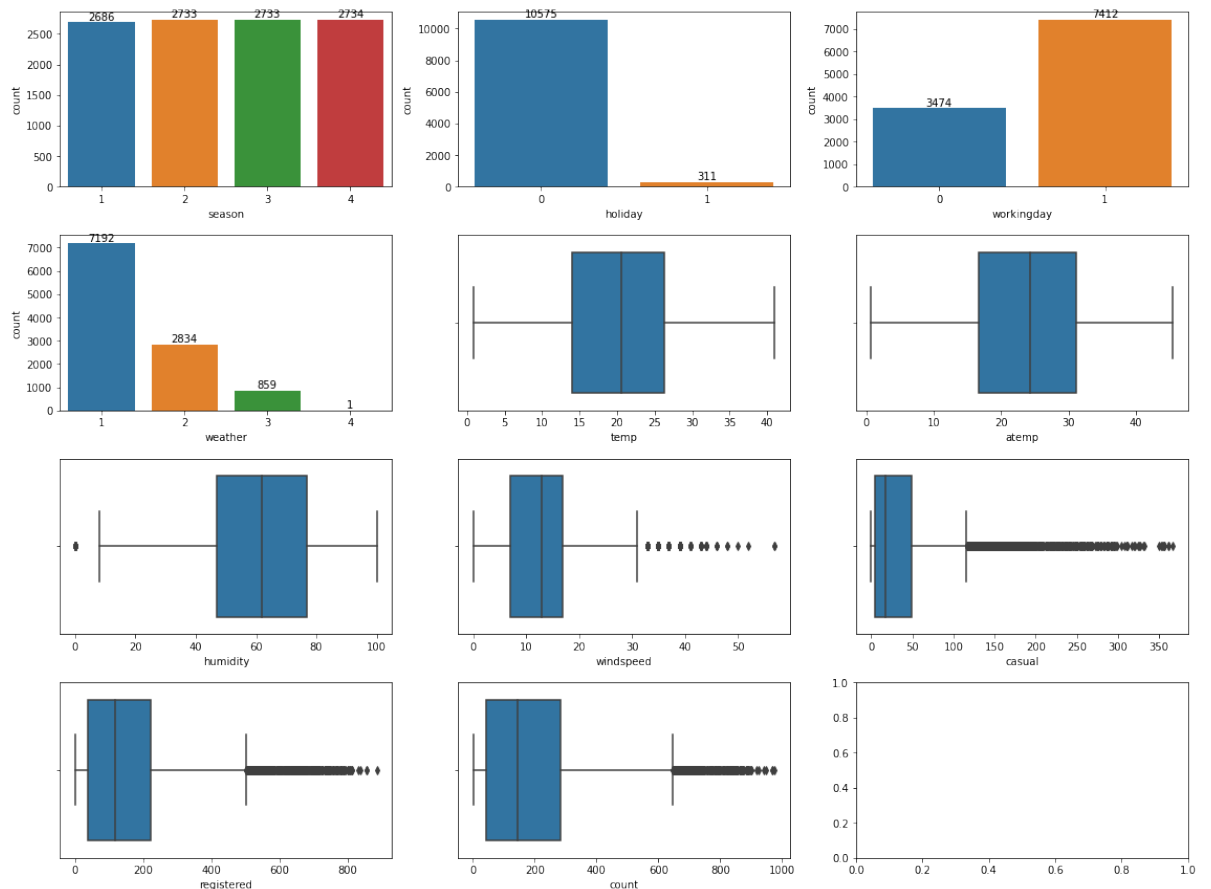 2686 2733 2733 2734
2500
2000
1500
1000
500
0
count
1 2 3 4
season
10575
311
10000
8000
6000
4000
2000
0
count
0 1
holiday
7412
3474
7000
6000
5000
4000
3000
2000
1000
0
count
0 1
workingday
7192
2834
859
1
7000
6000
5000
4000
3000
2000
1000
0
count
1 2 3 4
weather
0 5 10 15 20 25 30 35 40
temp
0 10 20 30 40
atemp
0 20 40 60 80 100
humidity
0 10 20 30 40 50
windspeed
0 50 100 150 200 250 300 350
casual
0 200 400 600 800
registered
0 200 400 600 800 1000
count
1.0
0.8
0.6
0.4
0.2
0.0
0.0 0.2 0.4 0.6 0.8 1.0